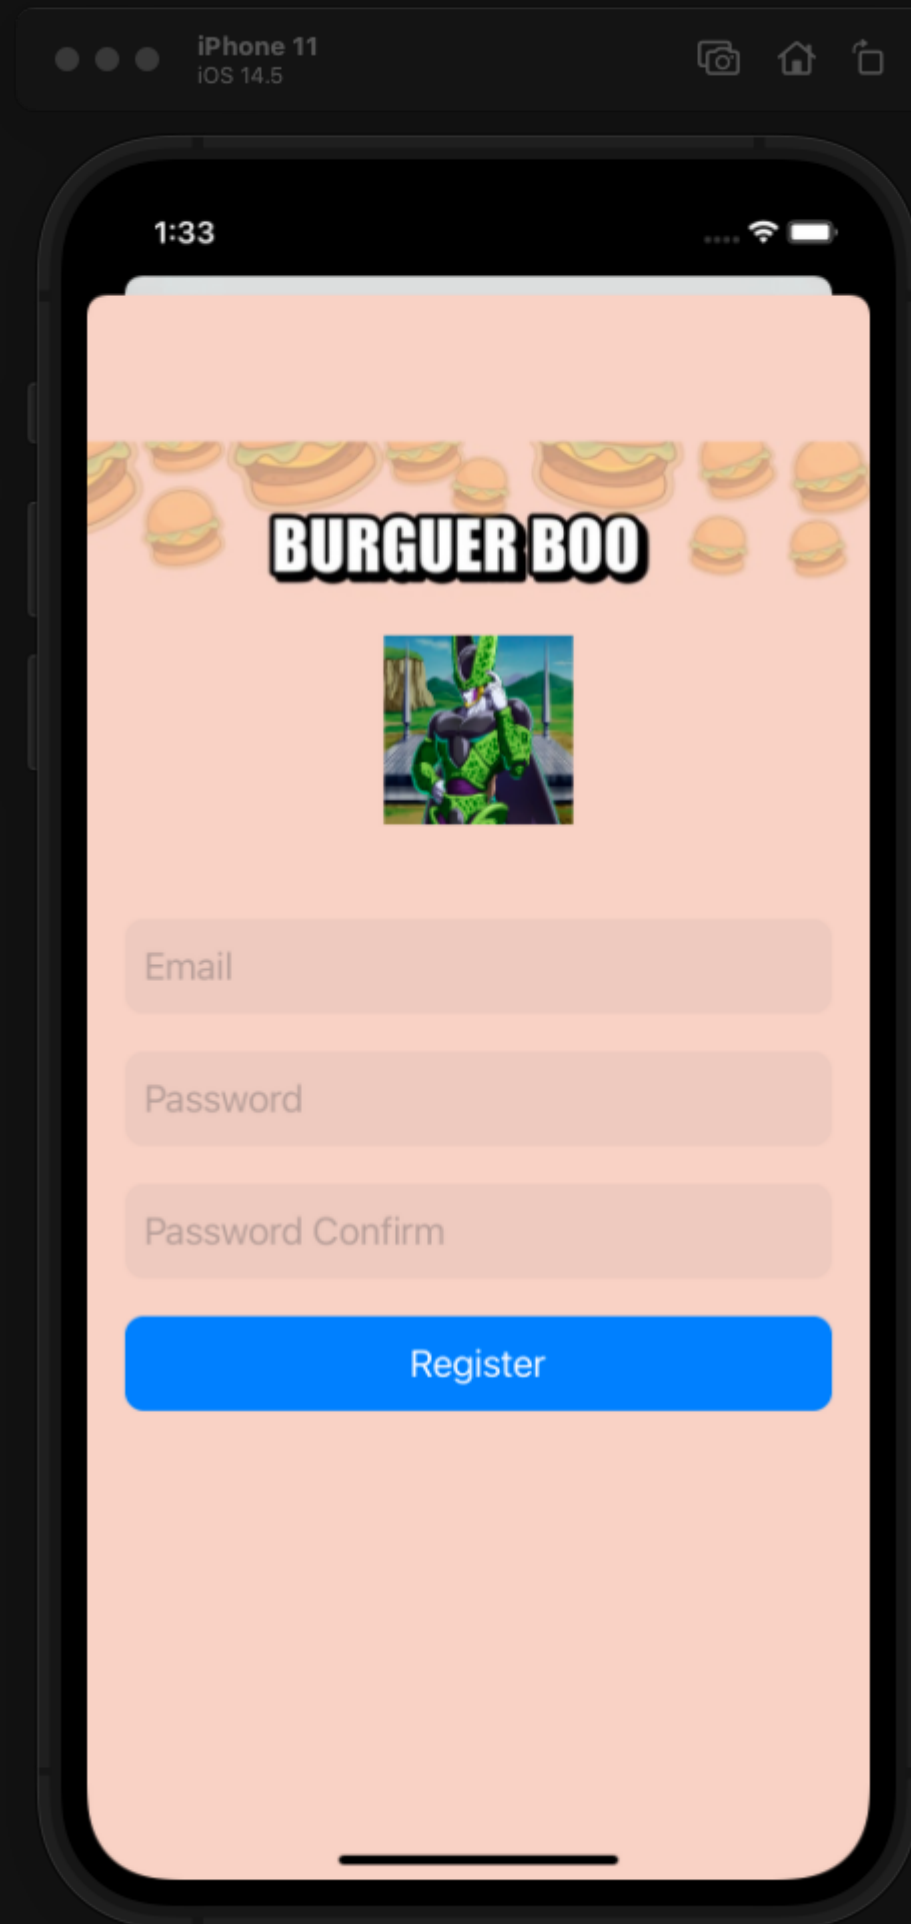 iPhone 11
iOS 14.5
1:33
BURGUER BOO
Email
Password
Password Confirm
Register